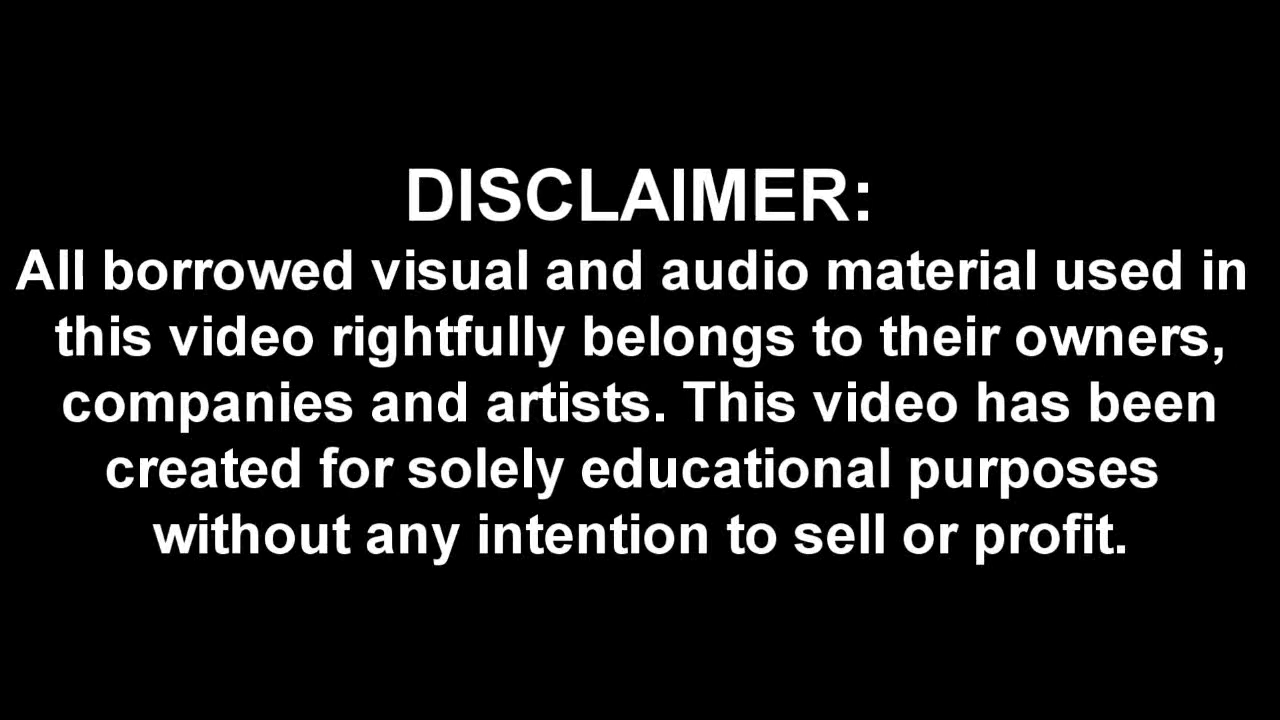 DISCLAIMER:
All borrowed visual and audio material used in
this video rightfully belongs to their owners,
companies and artists. This video has been
created for solely educational purposes
without any intention to sell or profit.